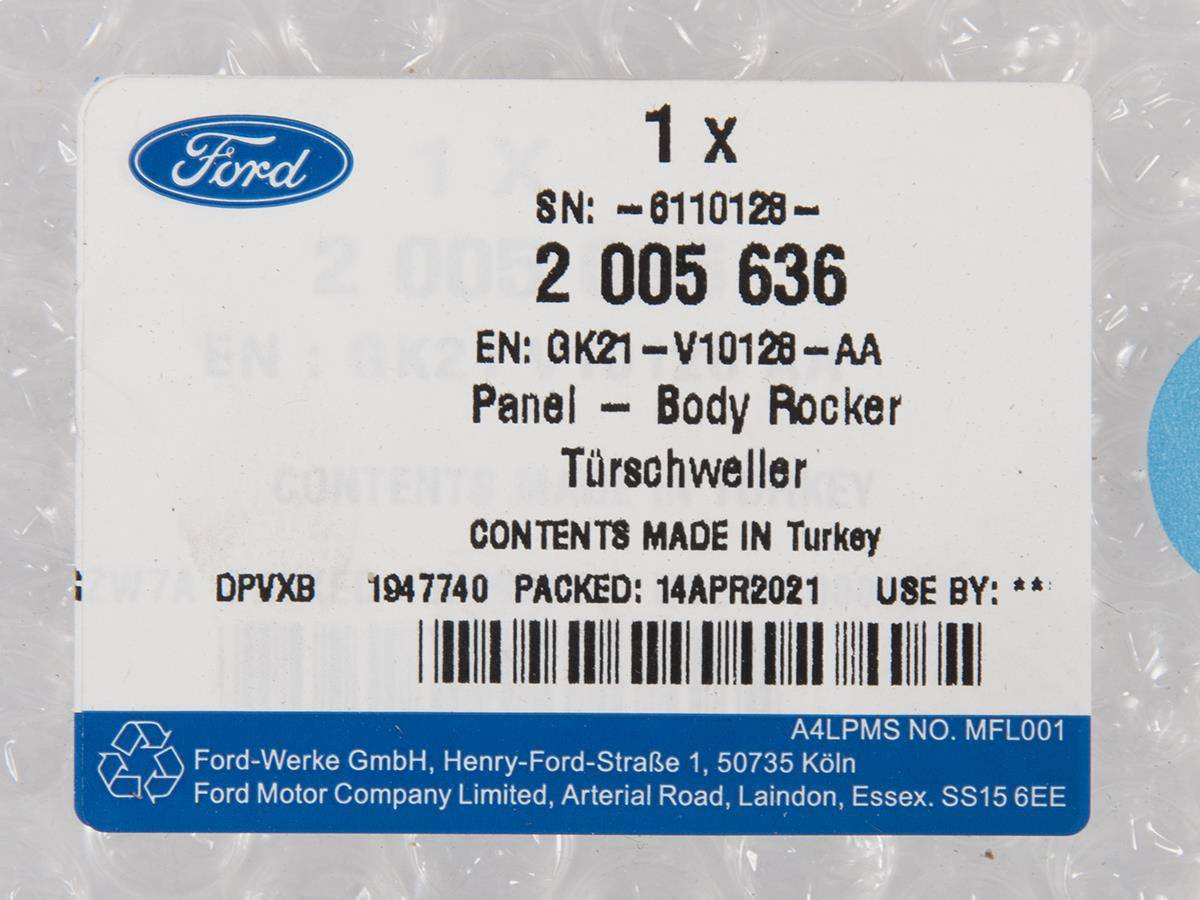 Ford
1 x
SN: -6110128-
2 005 636
EN: GK21-V10128-AA
Panel - Body Rocker
Türschweller
CONTENTS MADE IN Turkey
DPVXB 1947740 PACKED: 14APR2021 USE BY: **
A4LPMS NO. MFL001
Ford-Werke GmbH, Henry-Ford-Straße 1, 50735 Köln
Ford Motor Company Limited, Arterial Road, Laindon, Essex. SS15 6EE